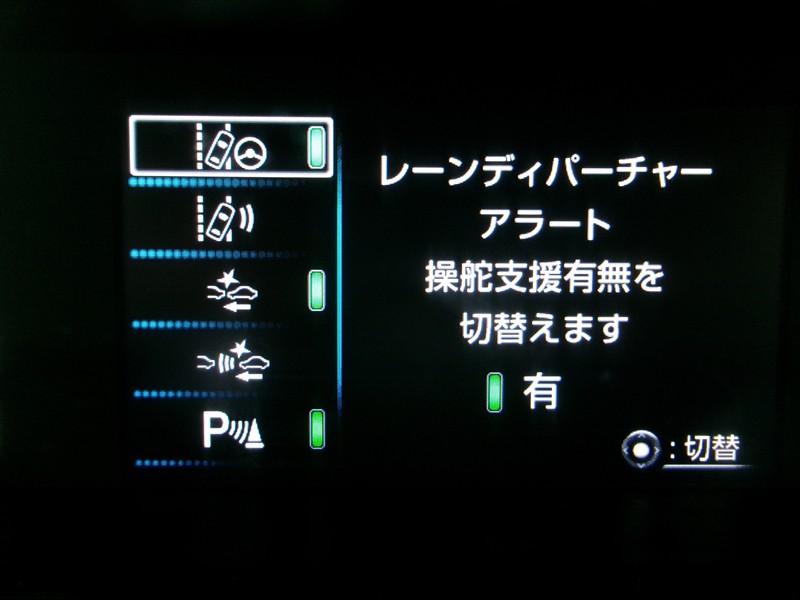 レーンディパーチャー
アラート
操舵支援有無を
切替えます
有
P
:切替